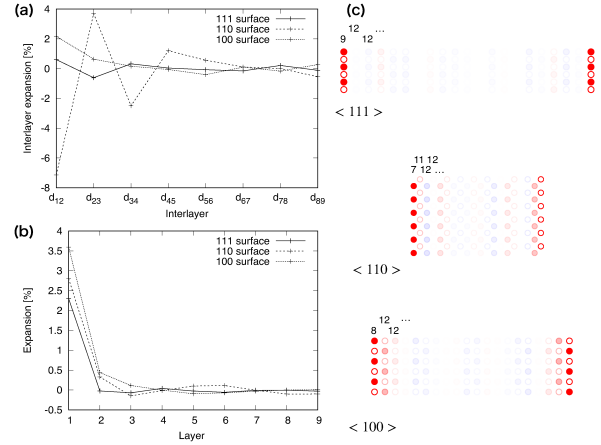 (a)
111 surface
110 surface
100 surface
Interlayer expansion [%]
4
2
0
-2
-4
-6
-8
d12 d23 d34 d45 d56 d67 d78 d89
Interlayer
(b)
111 surface
110 surface
100 surface
Expansion [%]
4
3.5
3
2.5
2
1.5
1
0.5
0
-0.5
1 2 3 4 5 6 7 8 9
Layer
(c)
12 ...
9 12
< 111 >
11 12
7 12 ...
< 110 >
12 ...
8 12
< 100 >